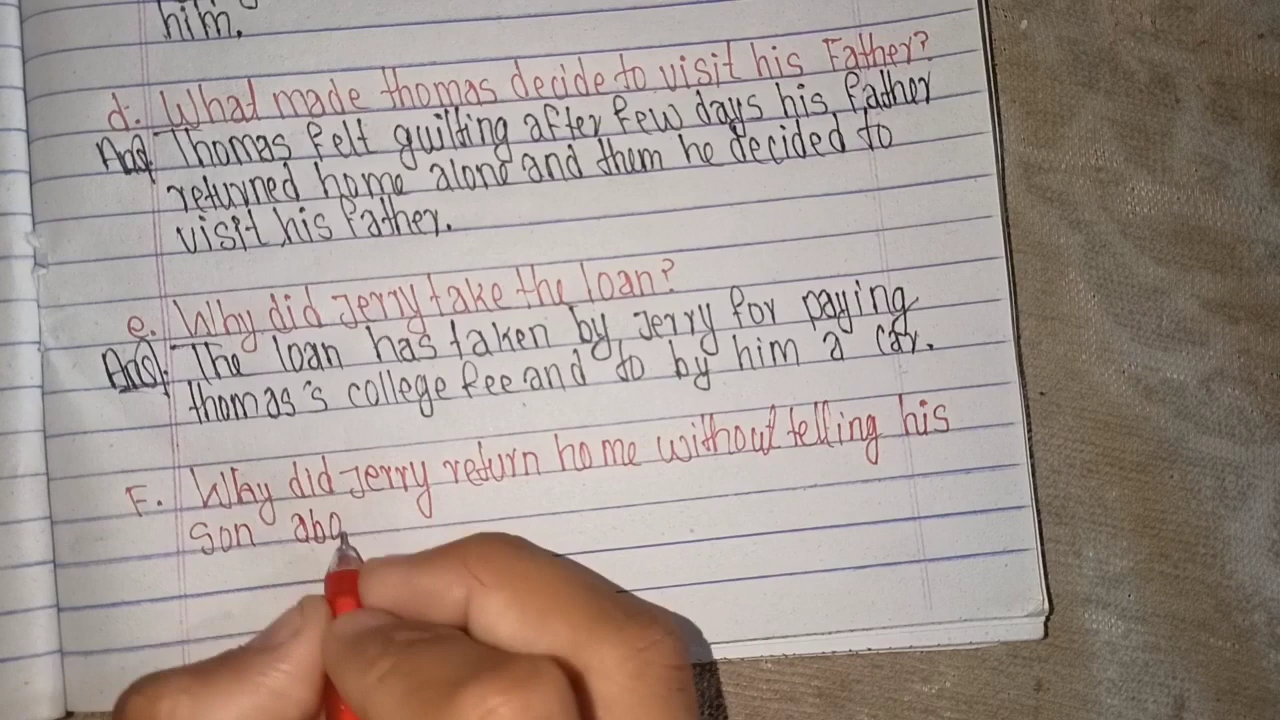 him.
d. What made thomas decide to visit his Father?
Ans. Thomas felt guilting after few days his father
returned home alone and them he decided to
visit his father.
e. Why did Jerry take the loan?
Ans. The loan has taken by Jerry for paying
thomas's college fee and to by him a car.
F. Why did Jerry return home without telling his
son abo